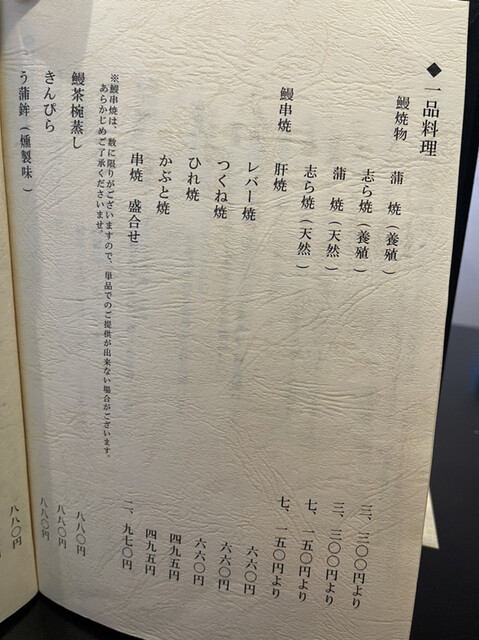 ◆一品料理
鰻焼物 蒲 焼(養殖) 三、三〇〇円より
志ら焼(養殖) 三、三〇〇円より
蒲 焼(天然) 七、一五〇円より
志ら焼(天然) 七、一五〇円より
鰻串焼 肝焼 六六〇円
レバー焼 六六〇円
つくね焼 六六〇円
ひれ焼 四九五円
かぶと焼 四九五円
串焼 盛合せ 一、九七〇円
※鰻串焼は、数に限りがございますので、単品でのご提供が出来ない場合がございます。
あらかじめご了承くださいませ。
鰻茶碗蒸し 八八〇円
きんぴら 八八〇円
う蒲鉾(燻製味) 八八〇円
八八〇円